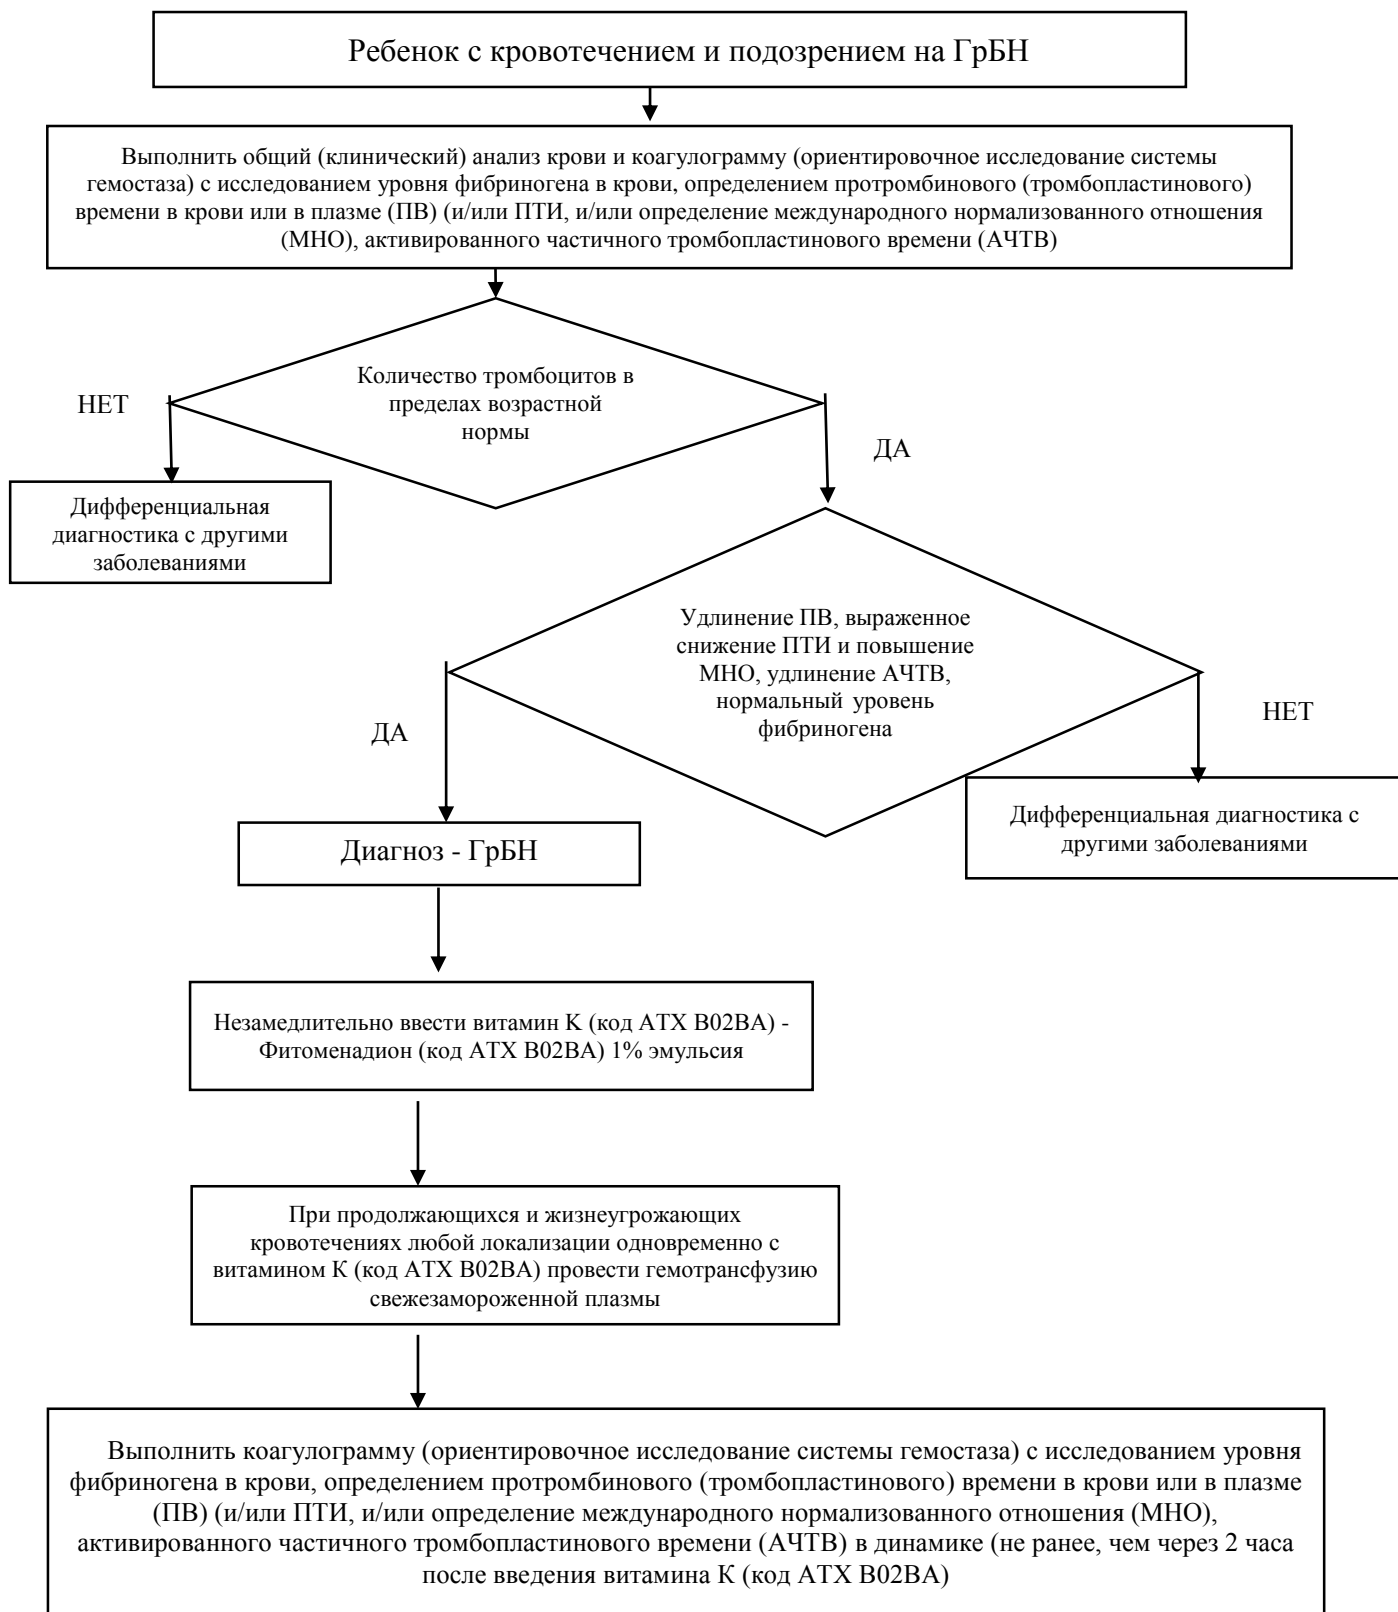 Ребенок с кровотечением и подозрением на ГрБН
Выполнить общий (клинический) анализ крови и коагулограмму (ориентировочное исследование системы
гемостаза) с исследованием уровня фибриногена в крови, определением протромбинового (тромбопластинового)
времени в крови или в плазме (ПВ) (и/или ПТИ, и/или определение международного нормализованного отношения
(МНО), активированного частичного тромбопластинового времени (АЧТВ)
Количество тромбоцитов в
пределах возрастной
нормы
НЕТ
ДА
Дифференциальная
диагностика с другими
заболеваниями
Удлинение ПВ, выраженное
снижение ПТИ и повышение
МНО, удлинение АЧТВ,
нормальный уровень
фибриногена
ДА
НЕТ
Дифференциальная диагностика с
другими заболеваниями
Диагноз - ГрБН
Незамедлительно ввести витамин К (код АТХ B02BA) -
Фитоменадион (код АТХ B02BA) 1% эмульсия
При продолжающихся и жизнеугрожающих
кровотечениях любой локализации одновременно с
витамином К (код АТХ B02BA) провести гемотрансфузию
свежезамороженной плазмы
Выполнить коагулограмму (ориентировочное исследование системы гемостаза) с исследованием уровня
фибриногена в крови, определением протромбинового (тромбопластинового) времени в крови или в плазме
(ПВ) (и/или ПТИ, и/или определение международного нормализованного отношения (МНО),
активированного частичного тромбопластинового времени (АЧТВ) в динамике (не ранее, чем через 2 часа
после введения витамина К (код АТХ B02BA)